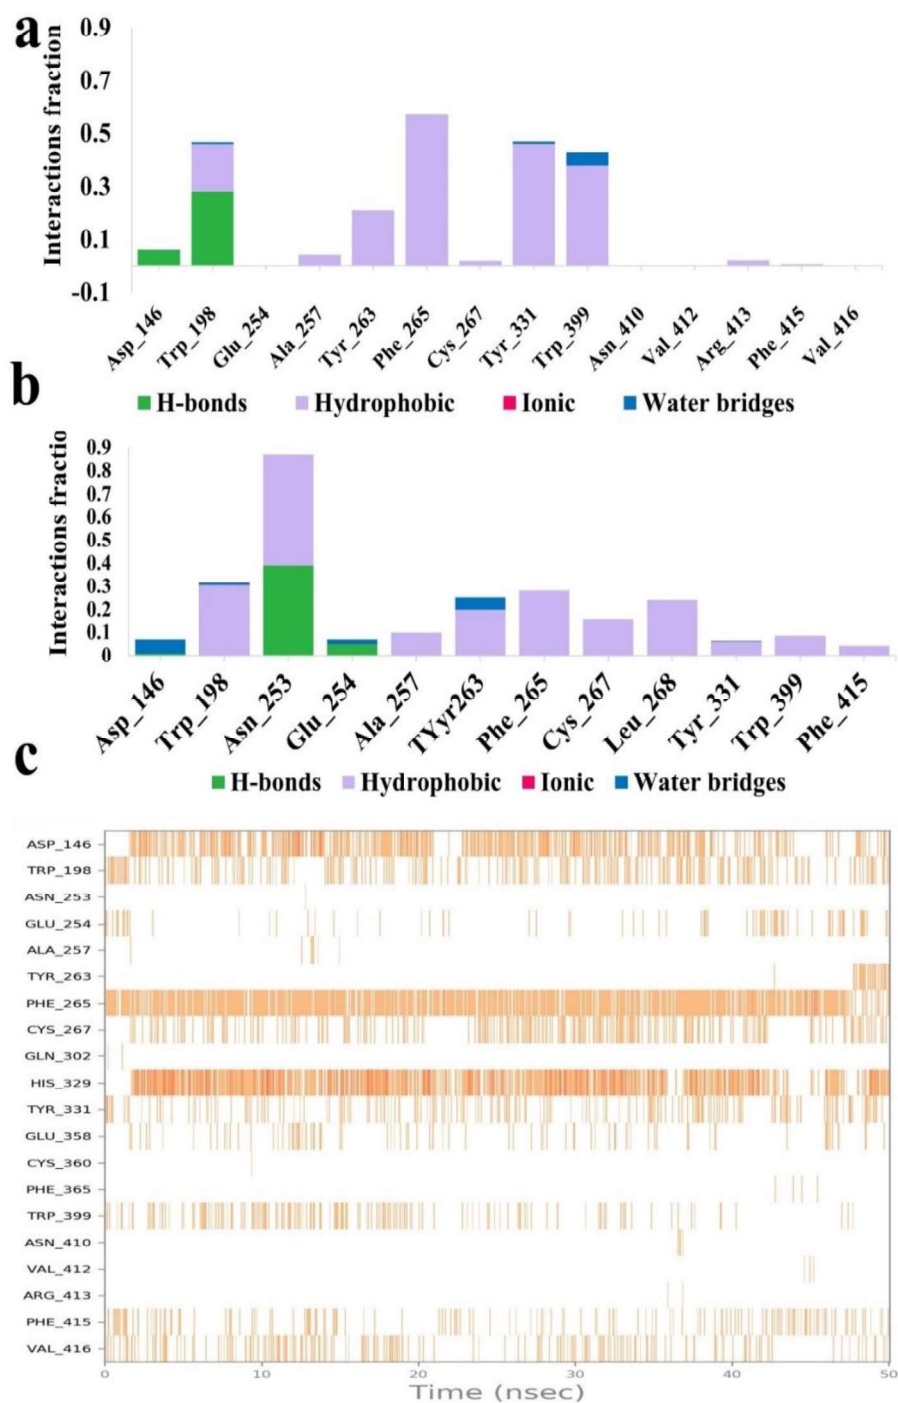 a
Interactions fraction
0.9
0.7
0.5
0.3
0.1
-0.1
Asp_146
Trp_198
Glu_254
Ala_257
Tyr_263
Phe_265
Cys_267
Tyr_331
Trp_399
Asn_410
Val_412
Arg_413
Phe_415
Val_416
H-bonds Hydrophobic Ionic Water bridges
b
Interactions fractio
0.9
0.8
0.7
0.6
0.5
0.4
0.3
0.2
0.1
0
Asp_146
Trp_198
Asn_253
Glu_254
Ala_257
TYyr263
Phe_265
Cys_267
Leu_268
Tyr_331
Trp_399
Phe_415
H-bonds Hydrophobic Ionic Water bridges
c
ASP_146
TRP_198
ASN_253
GLU_254
ALA_257
TYR_263
PHE_265
CYS_267
GLN_302
HIS_329
TYR_331
GLU_358
CYS_360
PHE_365
TRP_399
ASN_410
VAL_412
ARG_413
PHE_415
VAL_416
0 10 20 30 40 50
Time (nsec)